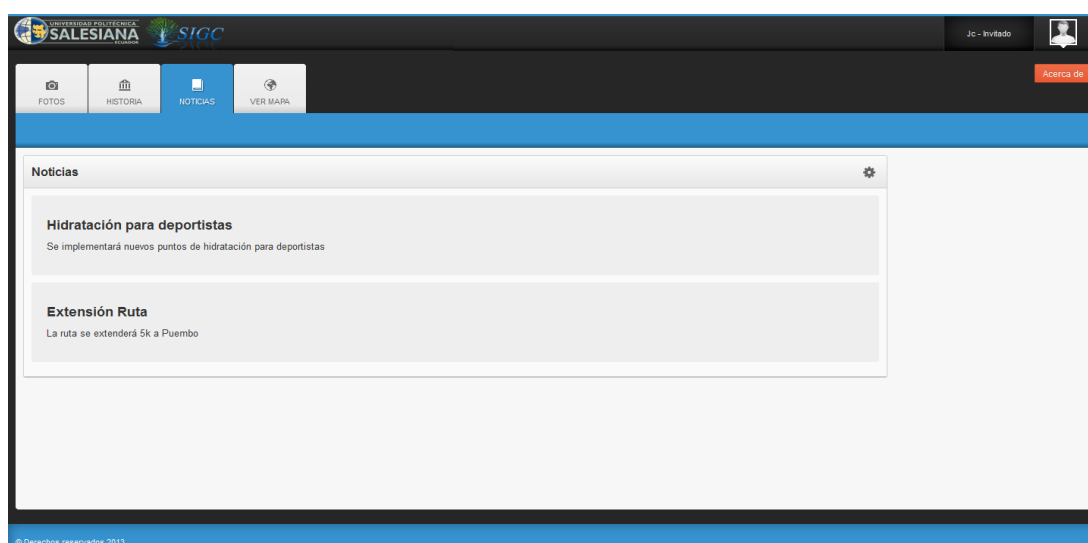 UNIVERSIDAD POLITÉCNICA
SALESIANA
ECUADOR
SIGC
Jc - Invitado
Acerca de
FOTOS
HISTORIA
NOTICIAS
VER MAPA
Noticias
Hidratación para deportistas
Se implementará nuevos puntos de hidratación para deportistas
Extensión Ruta
La ruta se extenderá 5k a Puembo
© Derechos reservados 2013